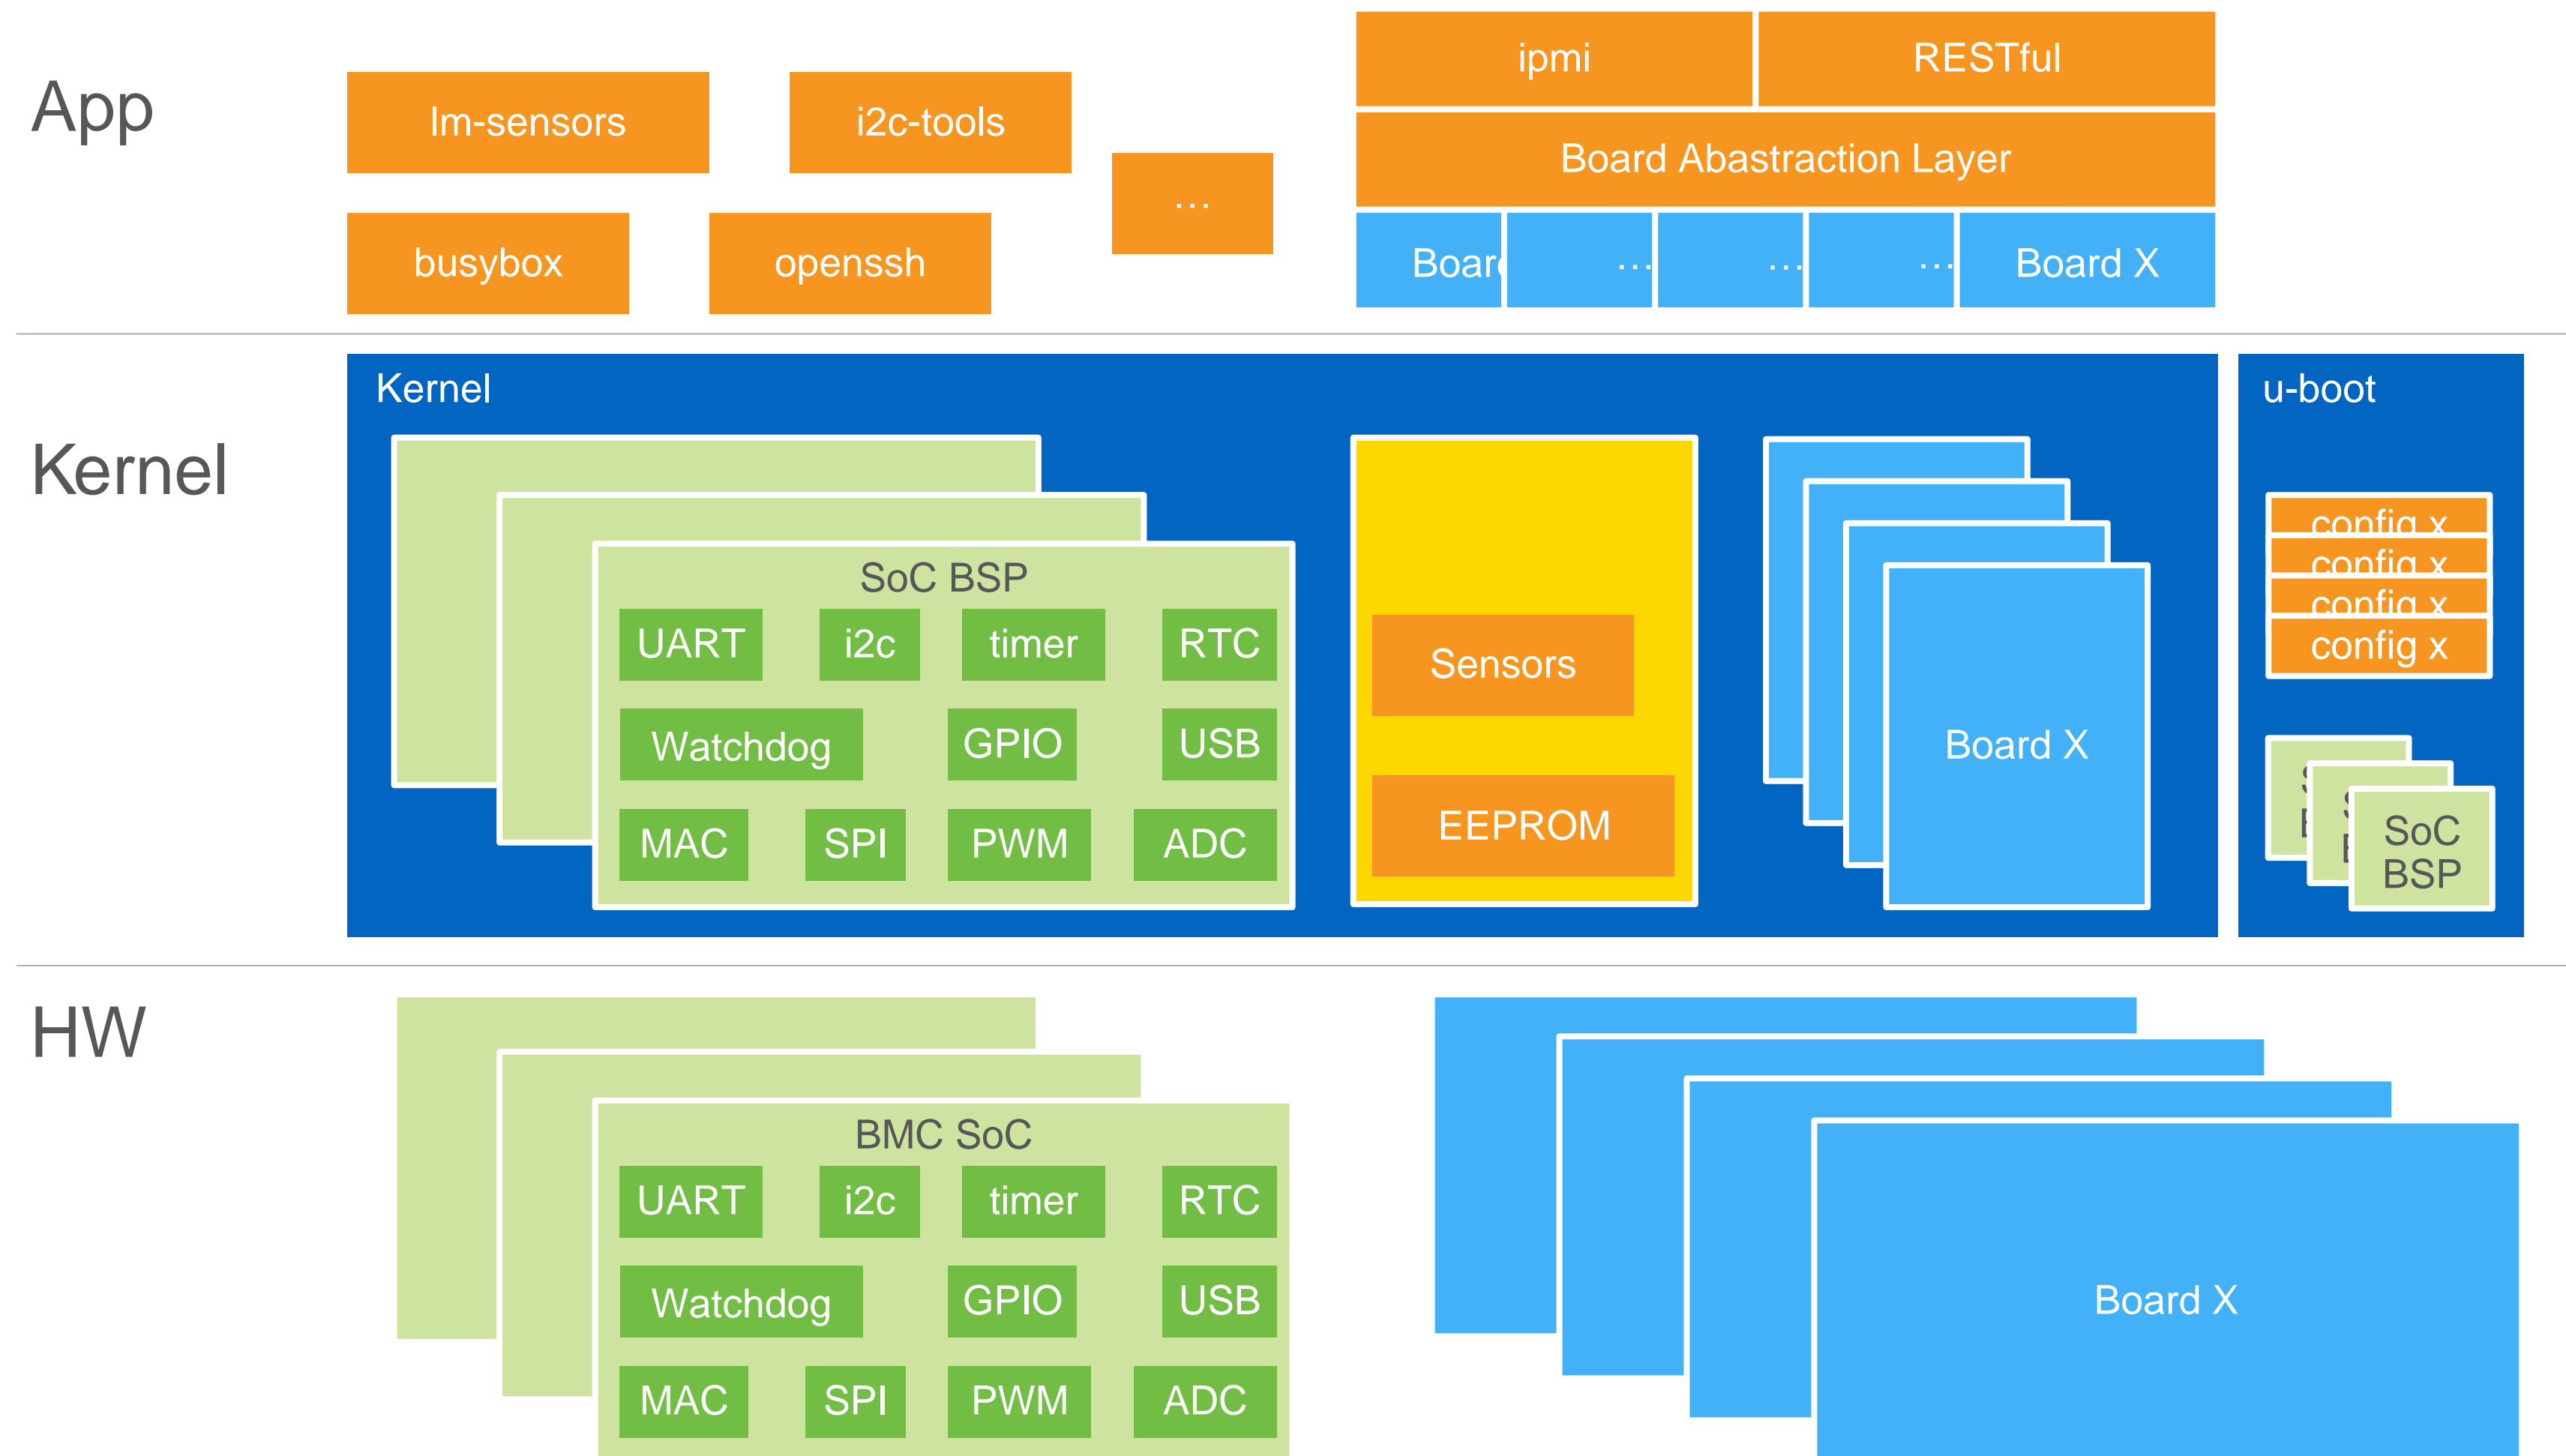 App
lm-sensors
i2c-tools
busybox
openssh
...
ipmi
RESTful
Board Abastraction Layer
...
...
...
Board X
Kernel
Kernel
SoC BSP
UART
i2c
timer
RTC
Watchdog
GPIO
USB
MAC
SPI
PWM
ADC
Sensors
EEPROM
Board X
u-boot
config x
config x
config x
config x
SoC
BSP
HW
BMC SoC
UART
i2c
timer
RTC
Watchdog
GPIO
USB
MAC
SPI
PWM
ADC
Board X